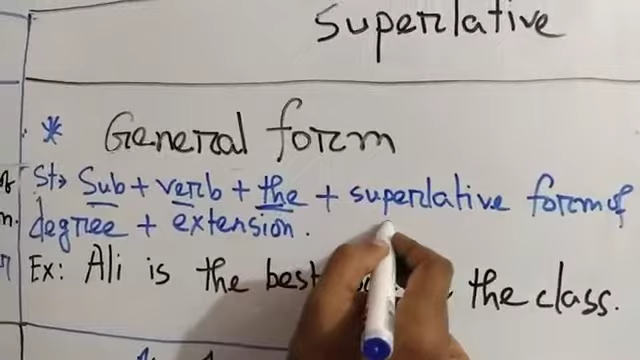 Superlative
* General form
St→ Sub + verb + the + superlative form of
degree + extension.
Ex: Ali is the best the class.